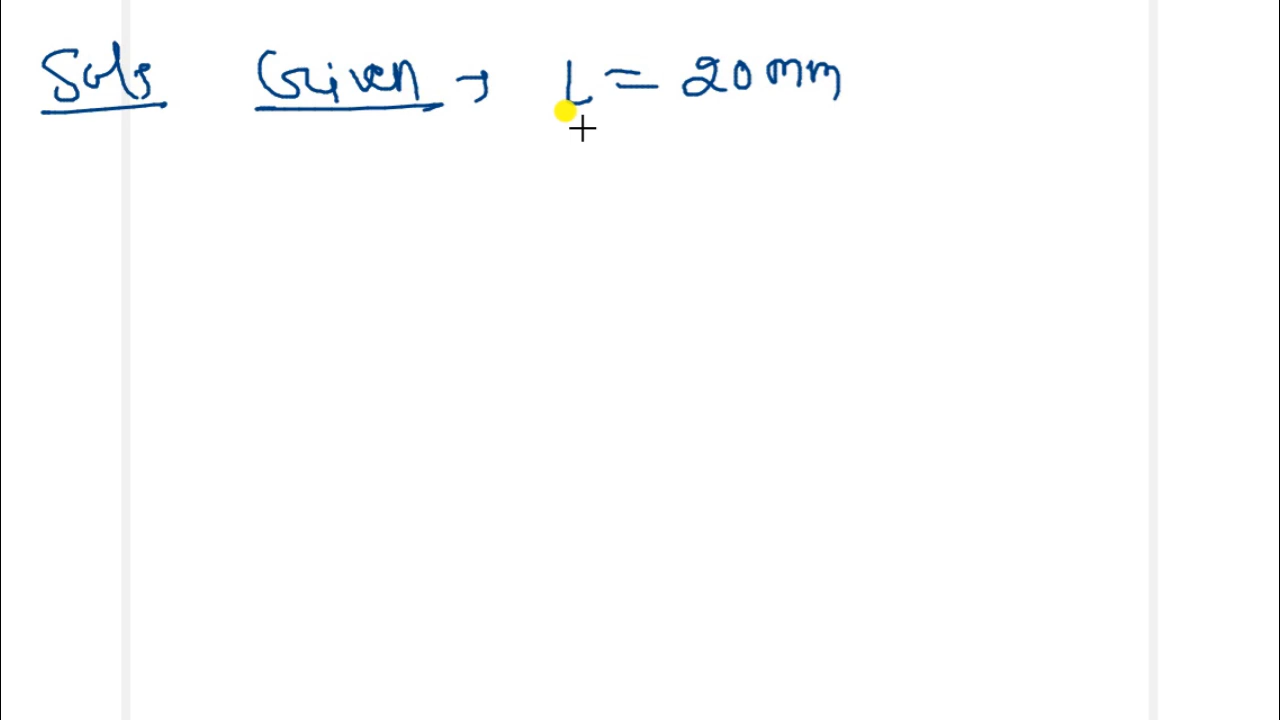 Sol: Given → L = 20mm